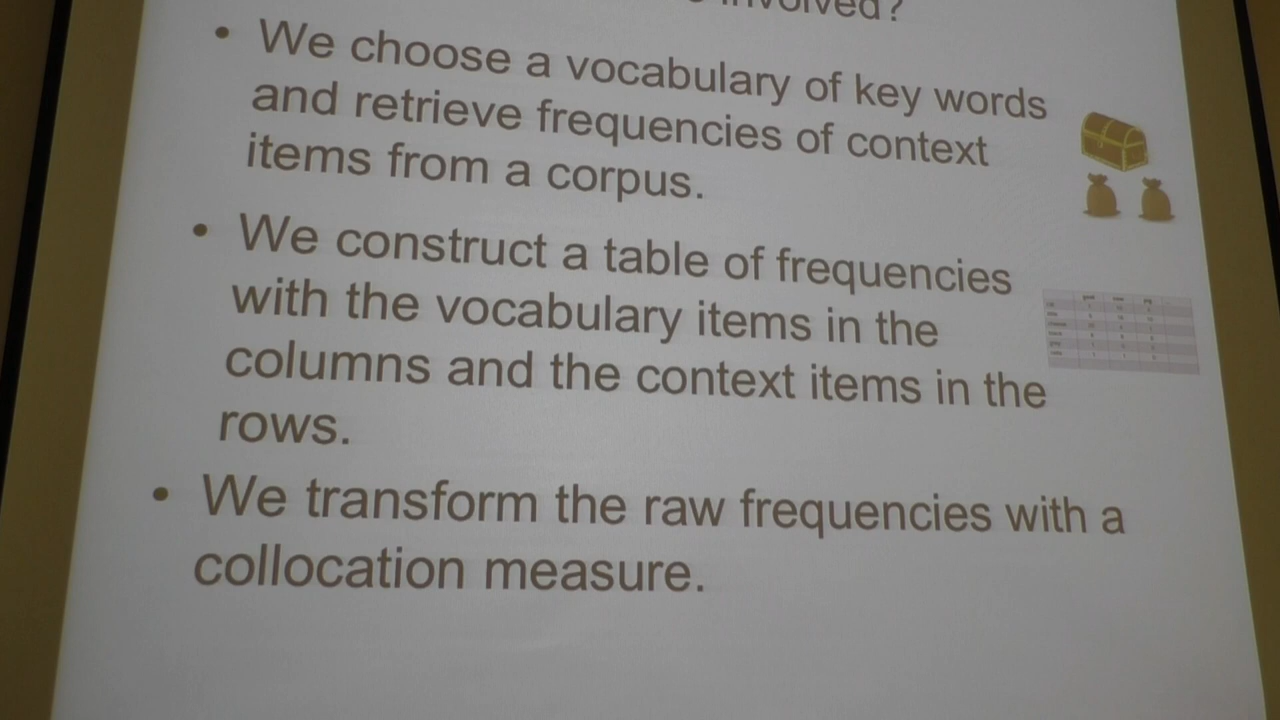 involved?
• We choose a vocabulary of key words
and retrieve frequencies of context
items from a corpus.
• We construct a table of frequencies
with the vocabulary items in the
columns and the context items in the
rows.
• We transform the raw frequencies with a
collocation measure.